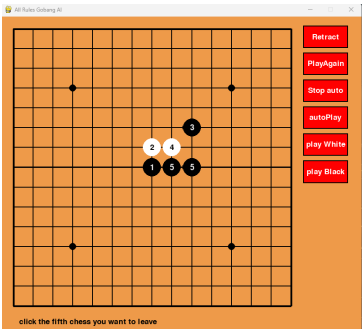 All Rules Gobang AI
Retract
PlayAgain
Stop auto
autoPlay
play White
play Black
3
2 4
1 5 5
click the fifth chess you want to leave